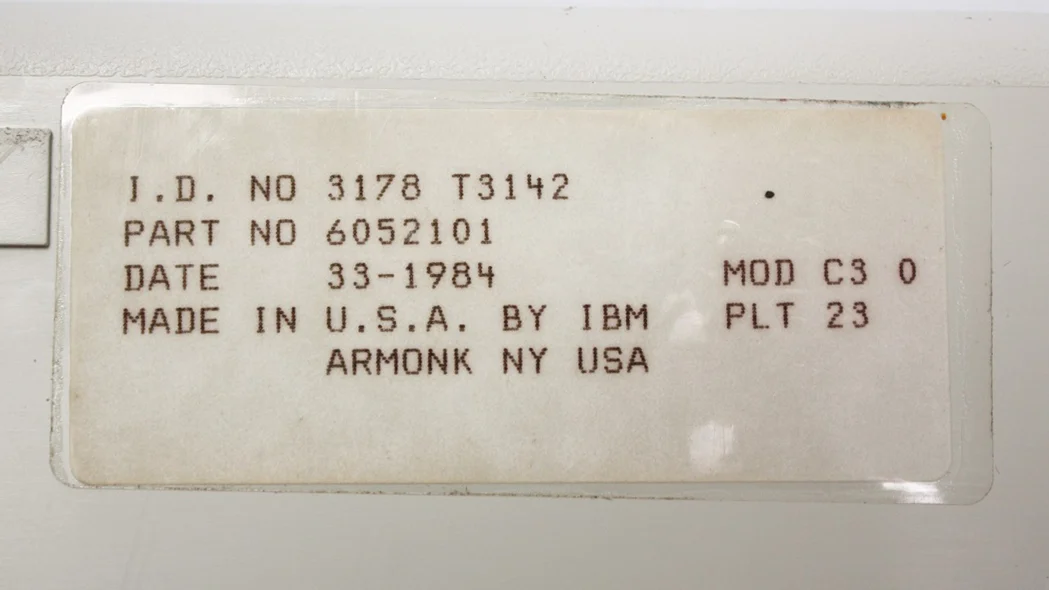 I.D. NO 3178 T3142
PART NO 6052101
DATE 33-1984 MOD C3 0
MADE IN U.S.A. BY IBM PLT 23
ARMONK NY USA